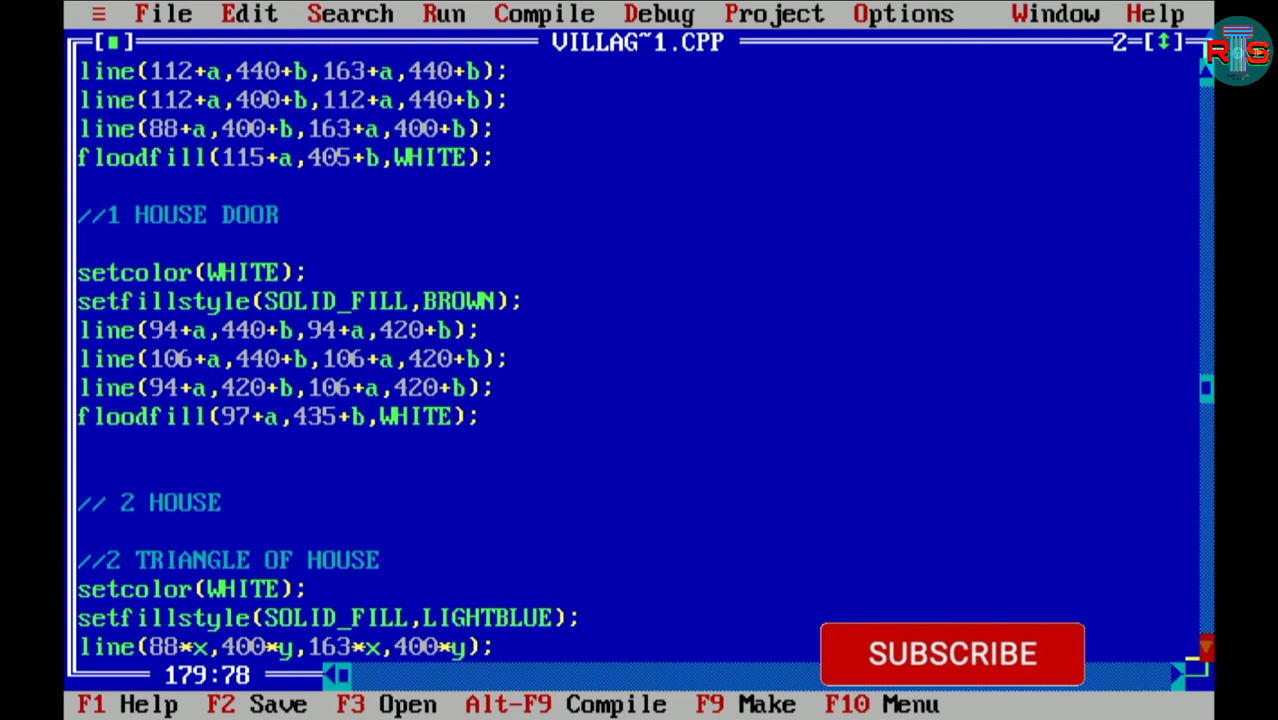 ≡ File Edit Search Run Compile Debug Project Options Window Help
[■] VILLAG~1.CPP 2=[↕]
line(112+a,440+b,163+a,440+b);
line(112+a,400+b,112+a,440+b);
line(88+a,400+b,163+a,400+b);
floodfill(115+a,405+b,WHITE);
//1 HOUSE DOOR
setcolor(WHITE);
setfillstyle(SOLID_FILL,BROWN);
line(94+a,440+b,94+a,420+b);
line(106+a,440+b,106+a,420+b);
line(94+a,420+b,106+a,420+b);
floodfill(97+a,435+b,WHITE);
// 2 HOUSE
//2 TRIANGLE OF HOUSE
setcolor(WHITE);
setfillstyle(SOLID_FILL,LIGHTBLUE);
line(88*x,400*y,163*x,400*y);
SUBSCRIBE
179:78
F1 Help F2 Save F3 Open Alt-F9 Compile F9 Make F10 Menu